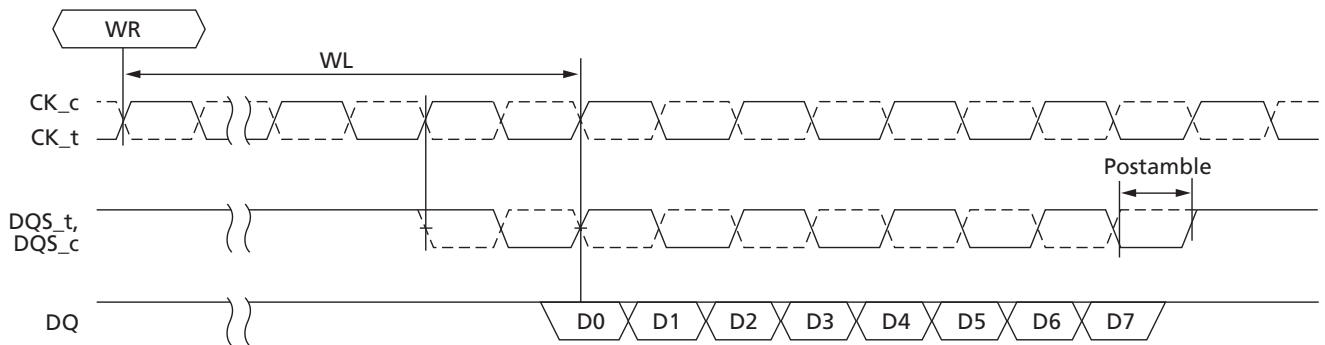 WR
WL
CK_c
CK_t
Postamble
DQS_t,
DQS_c
DQ
D0 D1 D2 D3 D4 D5 D6 D7